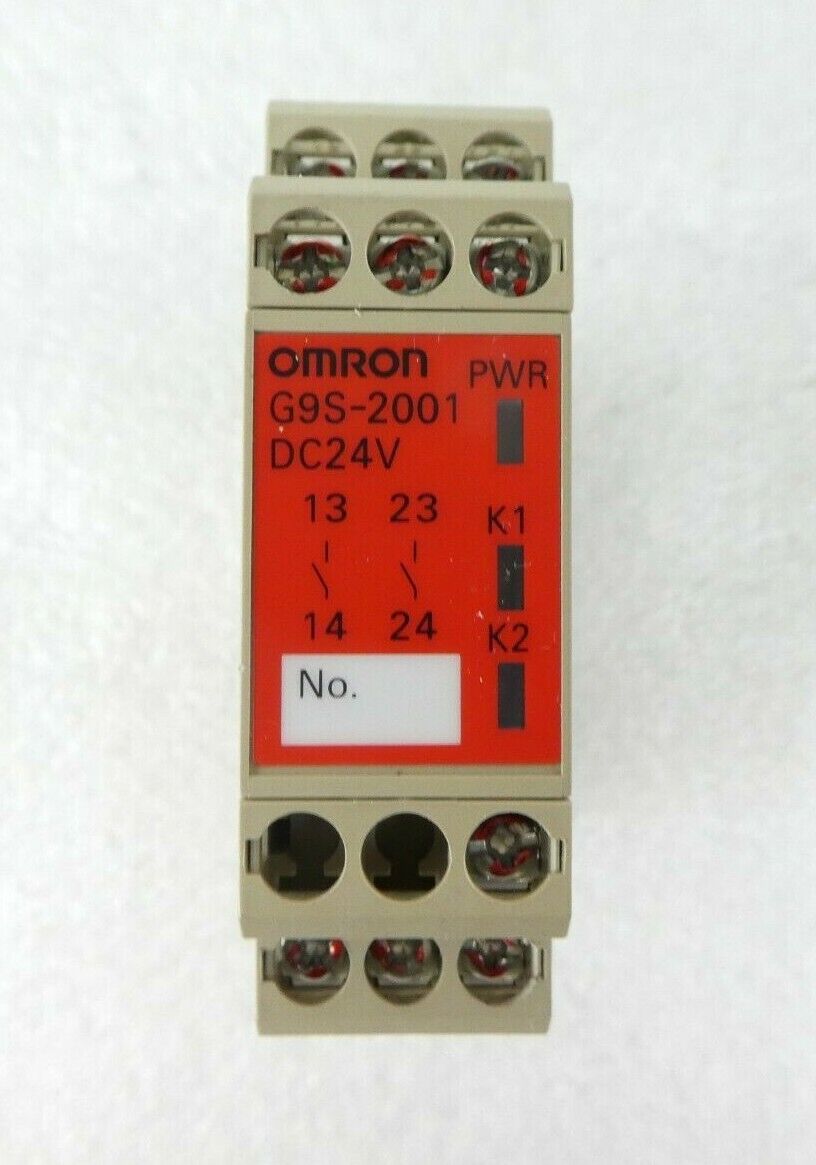 OMRON
PWR
G9S-2001
DC24V
13 23
K1
14 24
K2
No.